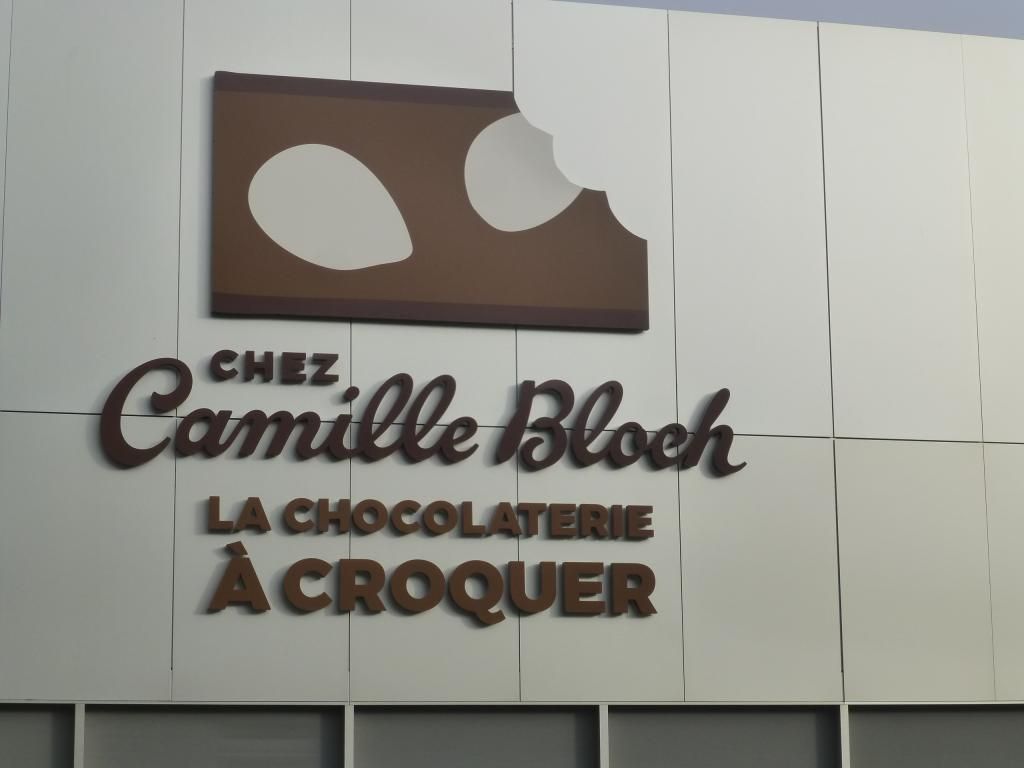 CHEZ
Camille Bloch
LA CHOCOLATERIE
À CROQUER